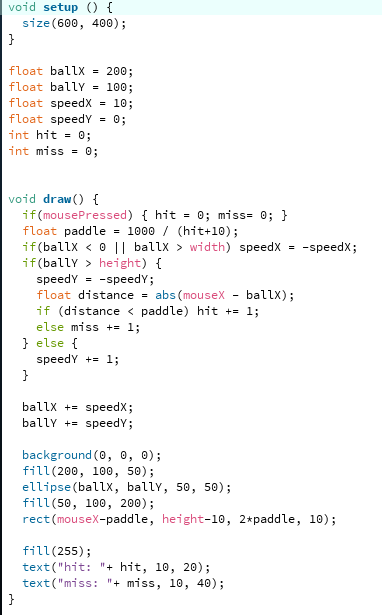 void setup () {
  size(600, 400);
}

float ballX = 200;
float ballY = 100;
float speedX = 10;
float speedY = 0;
int hit = 0;
int miss = 0;


void draw() {
  if(mousePressed) { hit = 0; miss= 0; }
  float paddle = 1000 / (hit+10);
  if(ballX < 0 || ballX > width) speedX = -speedX;
  if(ballY > height) {
    speedY = -speedY;
    float distance = abs(mouseX - ballX);
    if (distance < paddle) hit += 1;
    else miss += 1;
  } else {
    speedY += 1;
  }

  ballX += speedX;
  ballY += speedY;

  background(0, 0, 0);
  fill(200, 100, 50);
  ellipse(ballX, ballY, 50, 50);
  fill(50, 100, 200);
  rect(mouseX-paddle, height-10, 2*paddle, 10);

  fill(255);
  text("hit: "+ hit, 10, 20);
  text("miss: "+ miss, 10, 40);
}